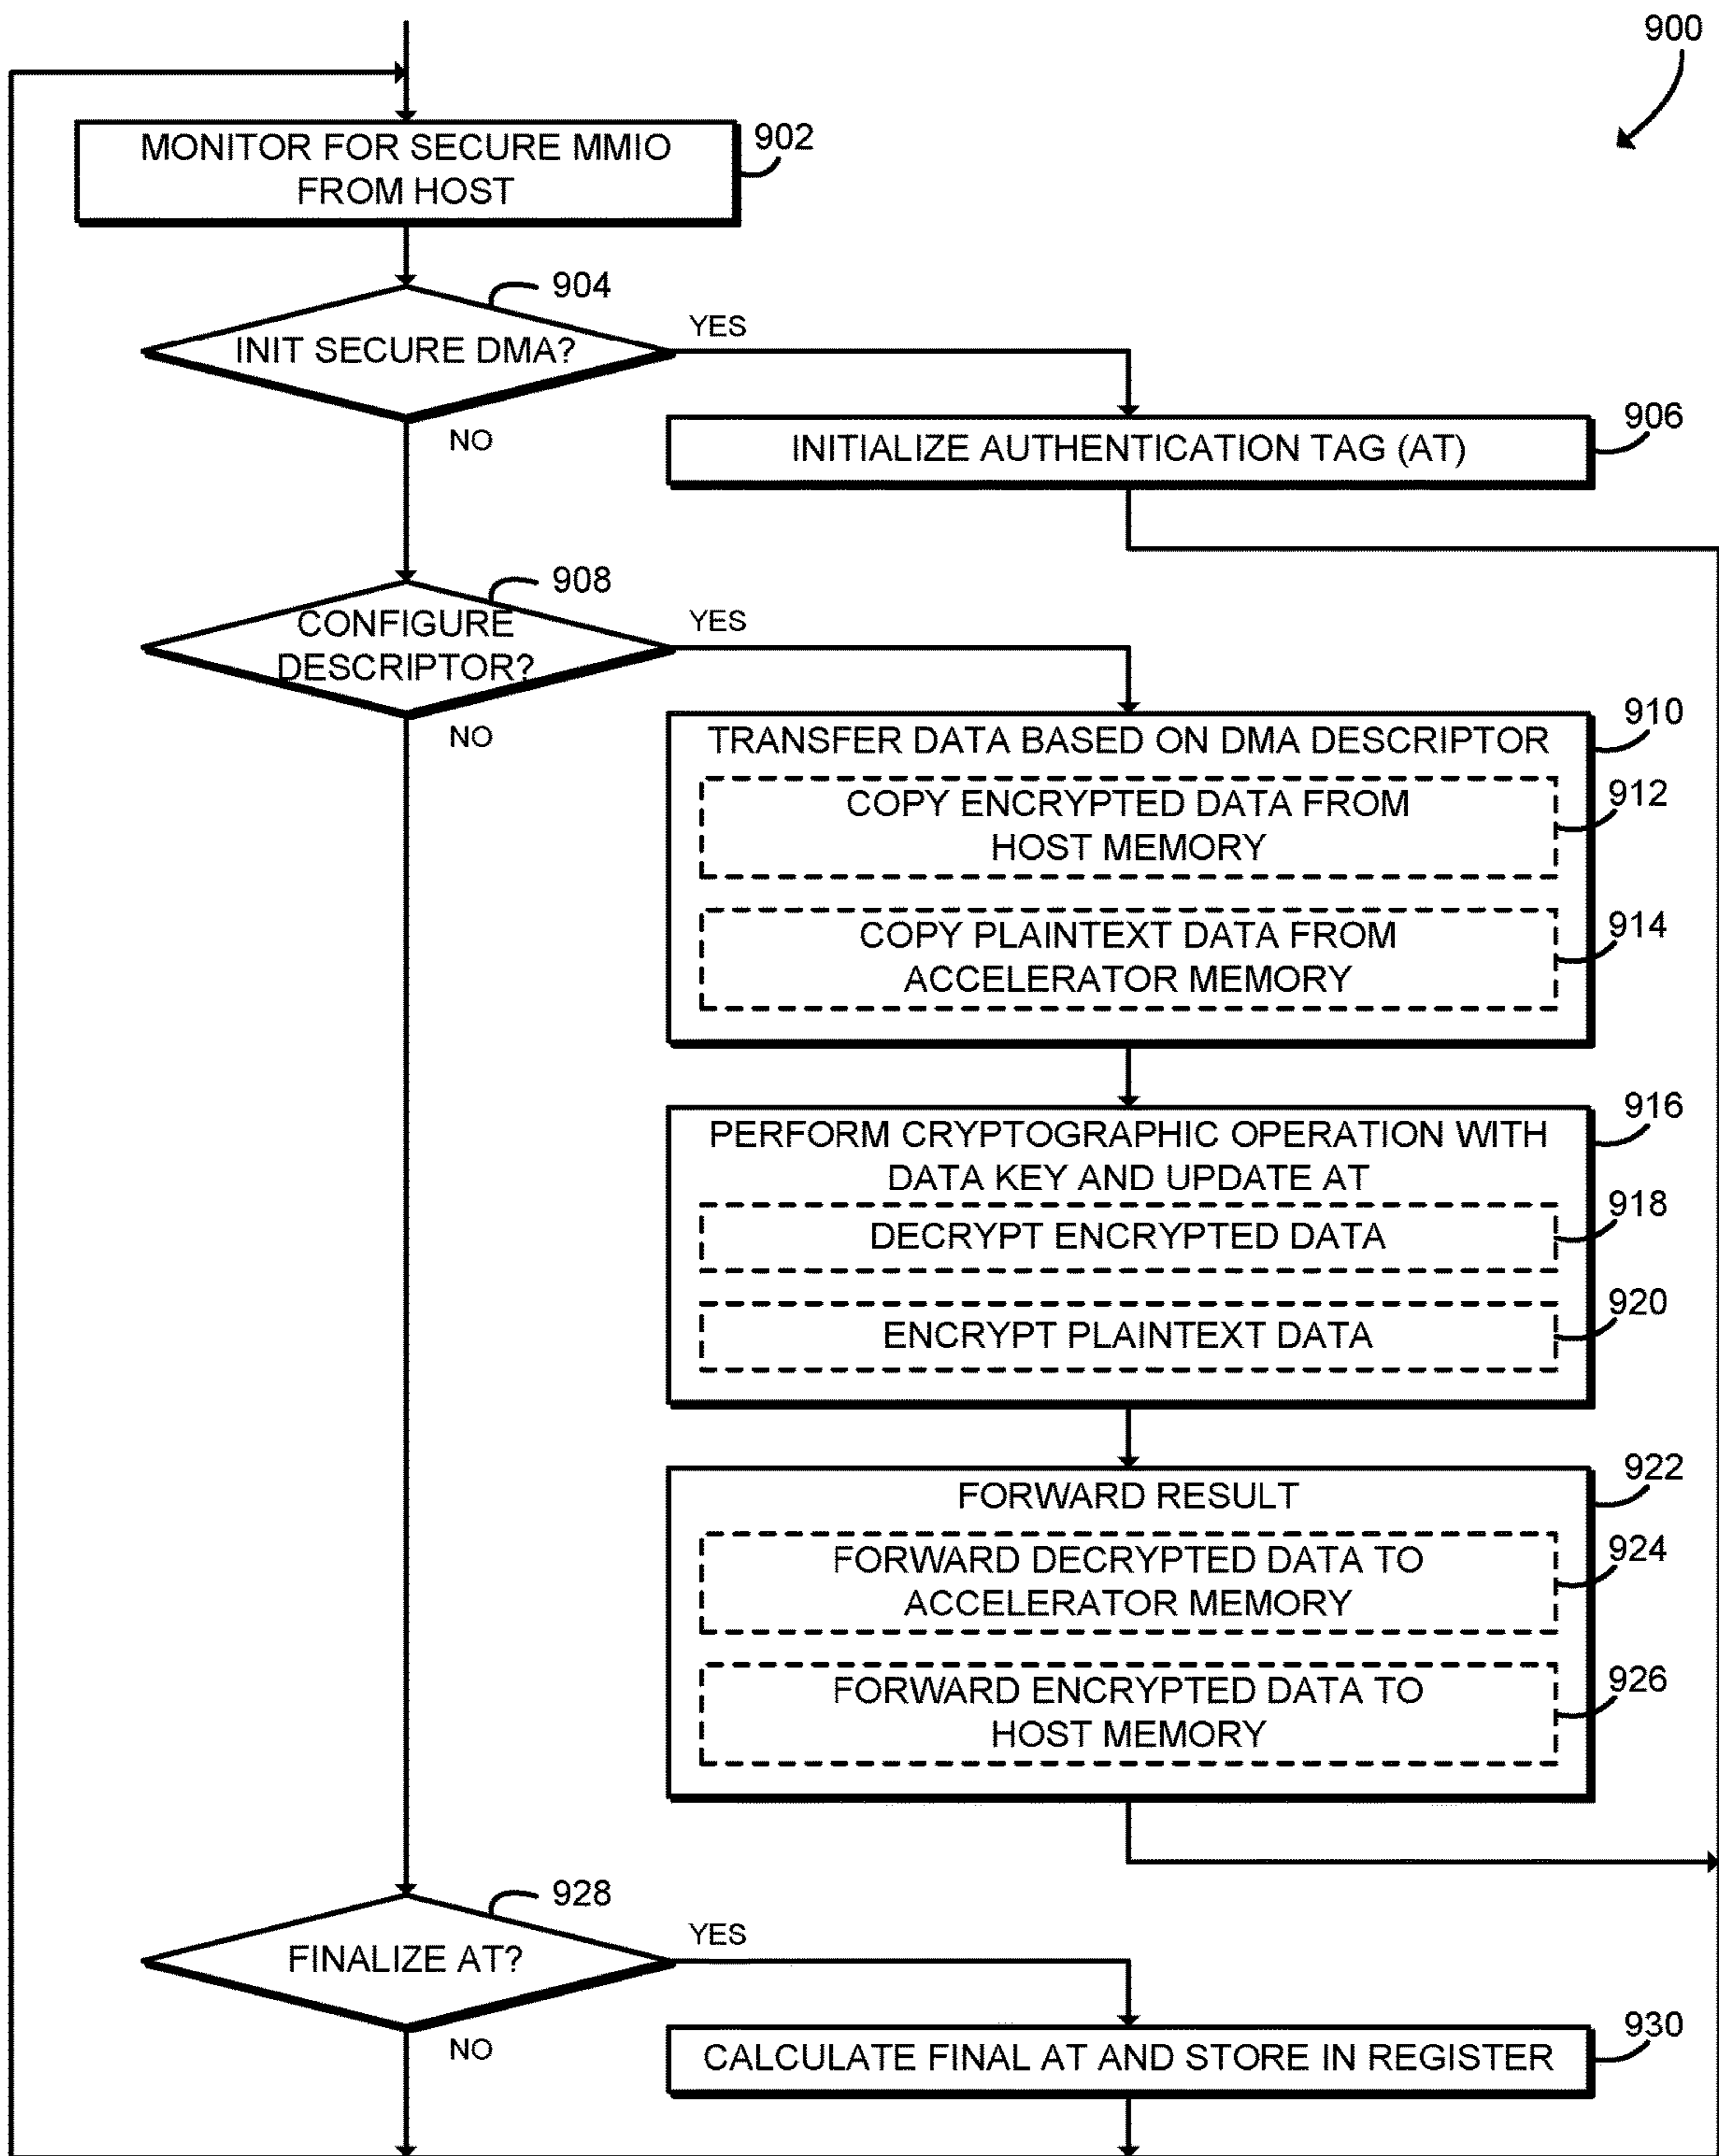 900
MONITOR FOR SECURE MMIO
FROM HOST
902
904
INIT SECURE DMA?
YES
NO
INITIALIZE AUTHENTICATION TAG (AT)
906
908
CONFIGURE
DESCRIPTOR?
YES
NO
TRANSFER DATA BASED ON DMA DESCRIPTOR
910
COPY ENCRYPTED DATA FROM
HOST MEMORY
912
COPY PLAINTEXT DATA FROM
ACCELERATOR MEMORY
914
PERFORM CRYPTOGRAPHIC OPERATION WITH
DATA KEY AND UPDATE AT
916
DECRYPT ENCRYPTED DATA
918
ENCRYPT PLAINTEXT DATA
920
FORWARD RESULT
922
FORWARD DECRYPTED DATA TO
ACCELERATOR MEMORY
924
FORWARD ENCRYPTED DATA TO
HOST MEMORY
926
928
FINALIZE AT?
YES
NO
CALCULATE FINAL AT AND STORE IN REGISTER
930